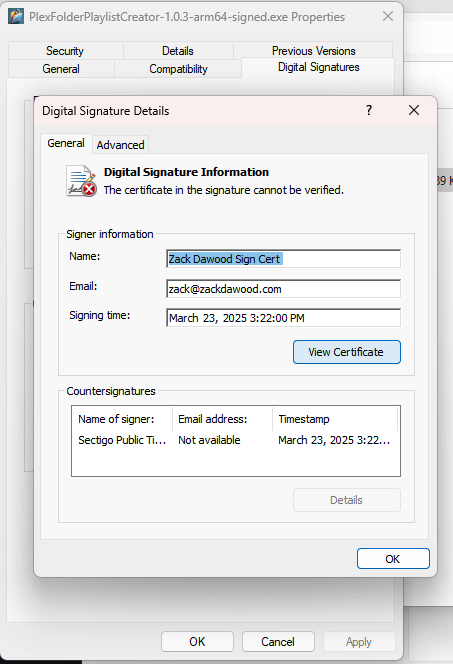 PlexFolderPlaylistCreator-1.0.3-arm64-signed.exe Properties
Security Details Previous Versions
General Compatibility Digital Signatures
Digital Signature Details ?
General Advanced
Digital Signature Information
The certificate in the signature cannot be verified.
Signer information
Name: Zack Dawood Sign Cert
Email: zack@zackdawood.com
Signing time: March 23, 2025 3:22:00 PM
View Certificate
Countersignatures
Name of signer: Email address: Timestamp
Sectigo Public Ti... Not available March 23, 2025 3:22...
Details
OK
OK Cancel Apply